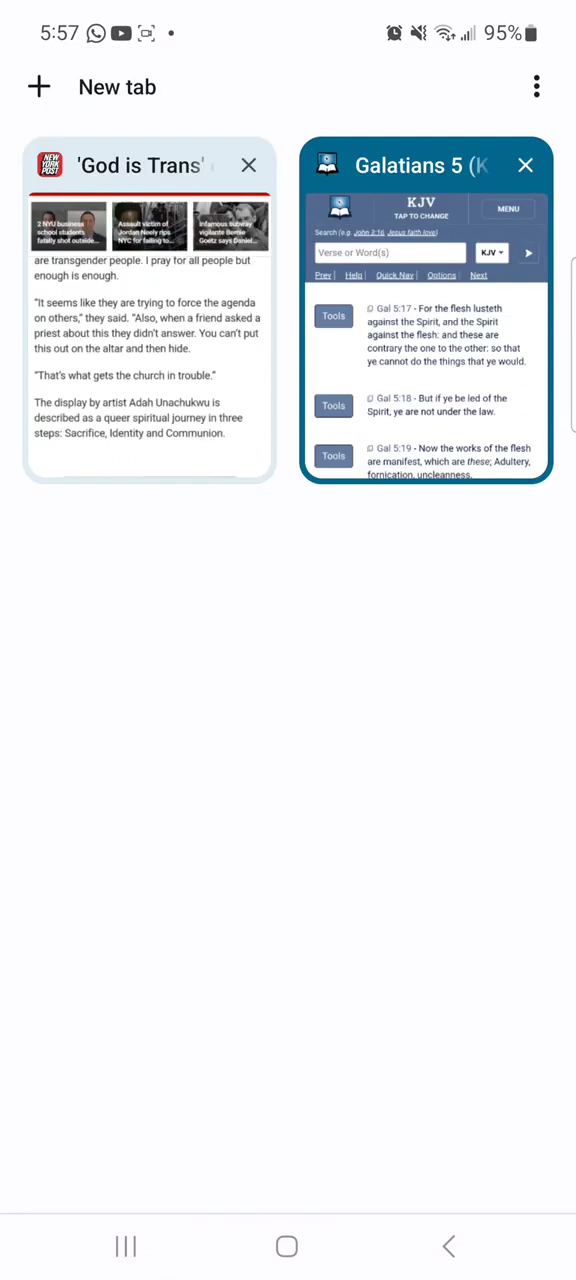 5:57 95%
New tab
NEW YORK POST 'God is Trans'
2 NYU business
school students
fatally shot outside...
Assault victim of
Jordan Neely rips
NYC for failing to...
Infamous subway
vigilante Bernie
Goetz says Daniel...
are transgender people. I pray for all people but
enough is enough.
"It seems like they are trying to force the agenda
on others," they said. "Also, when a friend asked a
priest about this they didn't answer. You can't put
this out on the altar and then hide.
"That's what gets the church in trouble."
The display by artist Adah Unachukwu is
described as a queer spiritual journey in three
steps: Sacrifice, Identity and Communion.
Galatians 5 (K
KJV
TAP TO CHANGE
MENU
Search (e.g. John 3:16, Jesus faith love)
Verse or Word(s) KJV
Prev | Help | Quick Nav | Options | Next
Tools
Gal 5:17 - For the flesh lusteth
against the Spirit, and the Spirit
against the flesh: and these are
contrary the one to the other: so that
ye cannot do the things that ye would.
Tools
Gal 5:18 - But if ye be led of the
Spirit, ye are not under the law.
Tools
Gal 5:19 - Now the works of the flesh
are manifest, which are these; Adultery,
fornication, uncleanness,